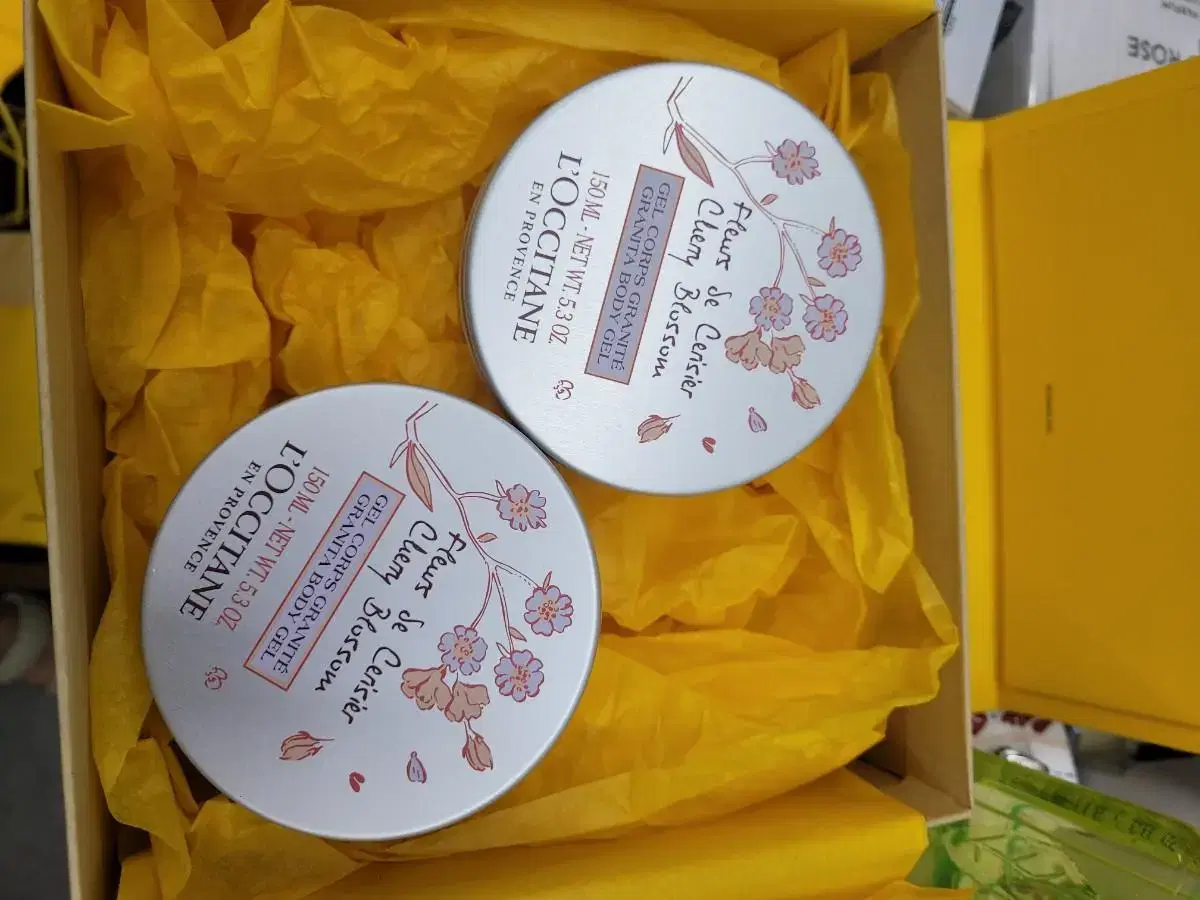 ROSE
Fleurs de Cerisier
Cherry Blossom
GEL CORPS GRANITÉ
GRANITA BODY GEL
150 ML - NET WT. 5.3 OZ
L'OCCITANE
EN PROVENCE
Fleurs de Cerisier
Cherry Blossom
GEL CORPS GRANITÉ
GRANITA BODY GEL
150 ML - NET WT. 5.3 OZ
L'OCCITANE
EN PROVENCE